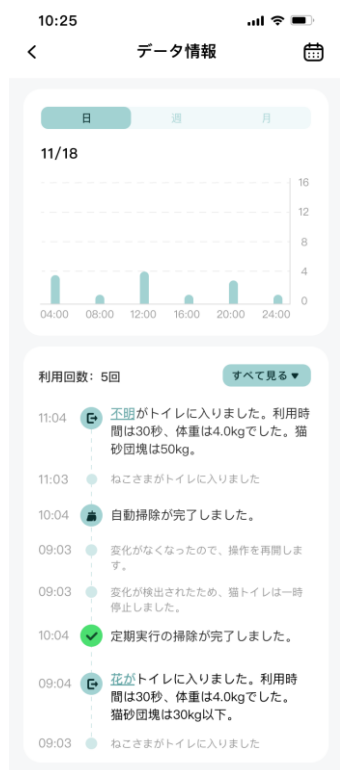 10:25
データ情報
日 週 月
11/18
16
12
8
4
0
04:00 08:00 12:00 16:00 20:00 24:00
利用回数：5回 すべて見る▼
11:04 不明がトイレに入りました。利用時
間は30秒、体重は4.0kgでした。猫
砂団塊は50kg。
11:03 ねこさまがトイレに入りました
10:04 自動掃除が完了しました。
09:03 変化がなくなったので、操作を再開しま
す。
09:03 変化が検出されたため、猫トイレは一時
停止しました。
10:04 定期実行の掃除が完了しました。
09:04 花がトイレに入りました。利用時
間は30秒、体重は4.0kgでした。
猫砂団塊は30kg以下。
09:03 ねこさまがトイレに入りました